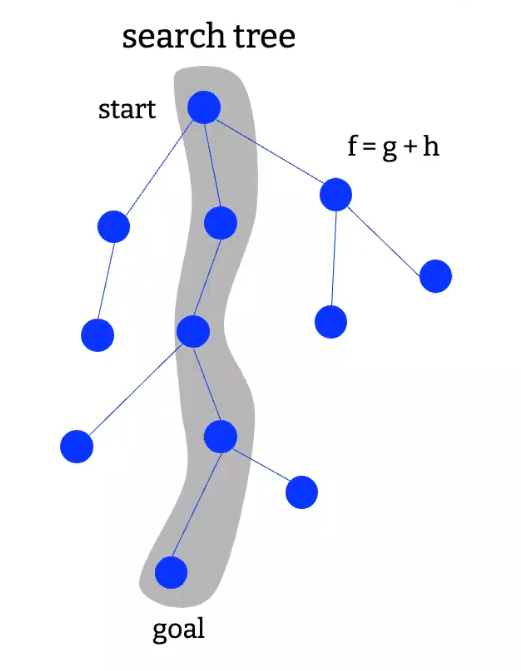 search tree
start
f = g + h
goal